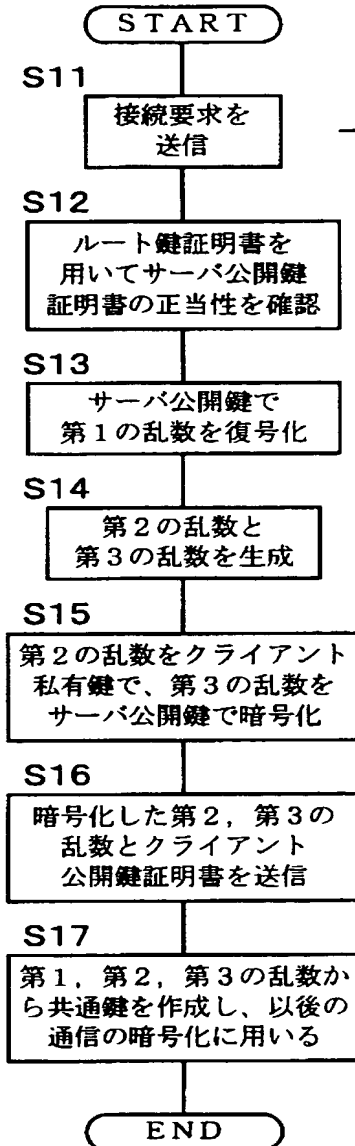 START
S11
接続要求を
送信
S12
ルート鍵証明書を
用いてサーバ公開鍵
証明書の正当性を確認
S13
サーバ公開鍵で
第1の乱数を復号化
S14
第2の乱数と
第3の乱数を生成
S15
第2の乱数をクライアント
私有鍵で、第3の乱数を
サーバ公開鍵で暗号化
S16
暗号化した第2，第3の
乱数とクライアント
公開鍵証明書を送信
S17
第1，第2，第3の乱数か
ら共通鍵を作成し、以後の
通信の暗号化に用いる
END